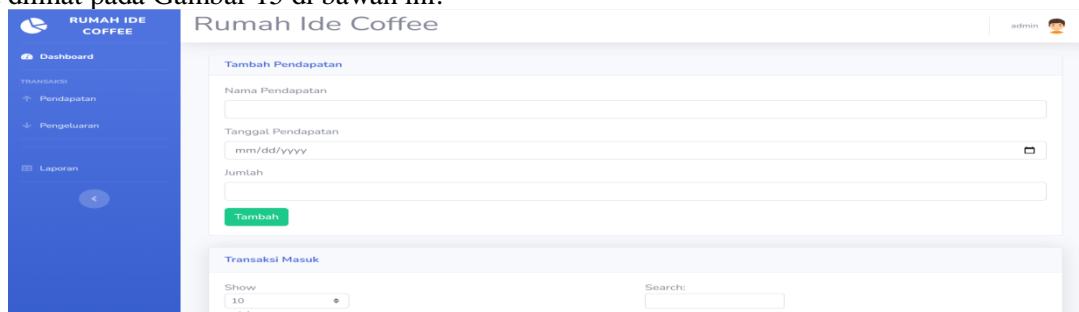 dilihat pada Gambar 15 di bawah ini.
RUMAH IDE
COFFEE
Rumah Ide Coffee
admin
Dashboard
TRANSAKSI
Pendapatan
Pengeluaran
Laporan
Tambah Pendapatan
Nama Pendapatan
Tanggal Pendapatan
mm/dd/yyyy
Jumlah
Tambah
Transaksi Masuk
Show
Search:
10